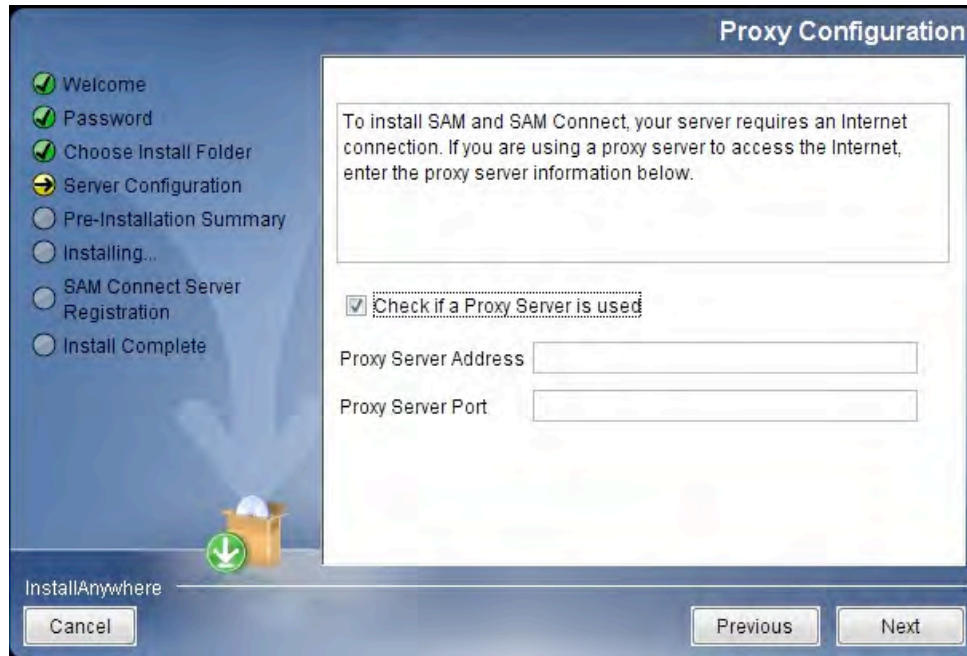 Proxy Configuration
Welcome
Password
Choose Install Folder
Server Configuration
Pre-Installation Summary
Installing...
SAM Connect Server
Registration
Install Complete
To install SAM and SAM Connect, your server requires an Internet
connection. If you are using a proxy server to access the Internet,
enter the proxy server information below.
Check if a Proxy Server is used
Proxy Server Address
Proxy Server Port
InstallAnywhere
Cancel
Previous
Next